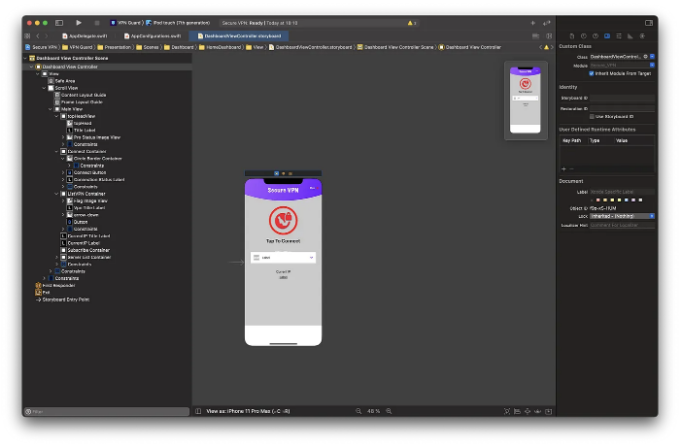 VPN Guard ⟩ iPod touch (7th generation)
Secure VPN: Ready | Today at 18:18
AppDelegate.swift
AppConfigurations.swift
DashboardViewController.storyboard
Secure VPN ⟩ VPN Guard ⟩ Presentation ⟩ Scenes ⟩ Dashboard ⟩ HomeDashboard ⟩ View ⟩ DashboardViewController.storyboard ⟩ Dashboard View Controller Scene ⟩ Dashboard View Controller
Dashboard View Controller Scene
Dashboard View Controller
View
Safe Area
Scroll View
Content Layout Guide
Frame Layout Guide
Main View
topHeadView
topHead
Title Label
Pro Status Image View
Constraints
Connect Container
Circle Border Container
Constraints
Connect Button
Connection Status Label
Constraints
ListVPN Container
Flag Image View
Vpn Title Label
arrow-down
Button
Constraints
CurrentIP Title Label
CurrentIP Label
Subscribe Container
Server List Container
Constraints
Constraints
Constraints
First Responder
Exit
Storyboard Entry Point
Filter
Secure VPN
Tap To Connect
Label
Current IP
Label
View as: iPhone 11 Pro Max
46 %
Custom Class
Class DashboardViewControl...
Module Secure_VPN
Inherit Module From Target
Identity
Storyboard ID
Restoration ID
Use Storyboard ID
User Defined Runtime Attributes
Key Path Type Value
Document
Label Xcode Specific Label
Object ID
Lock Inherited - (Nothing)
Localizer Hint Comment For Localizer